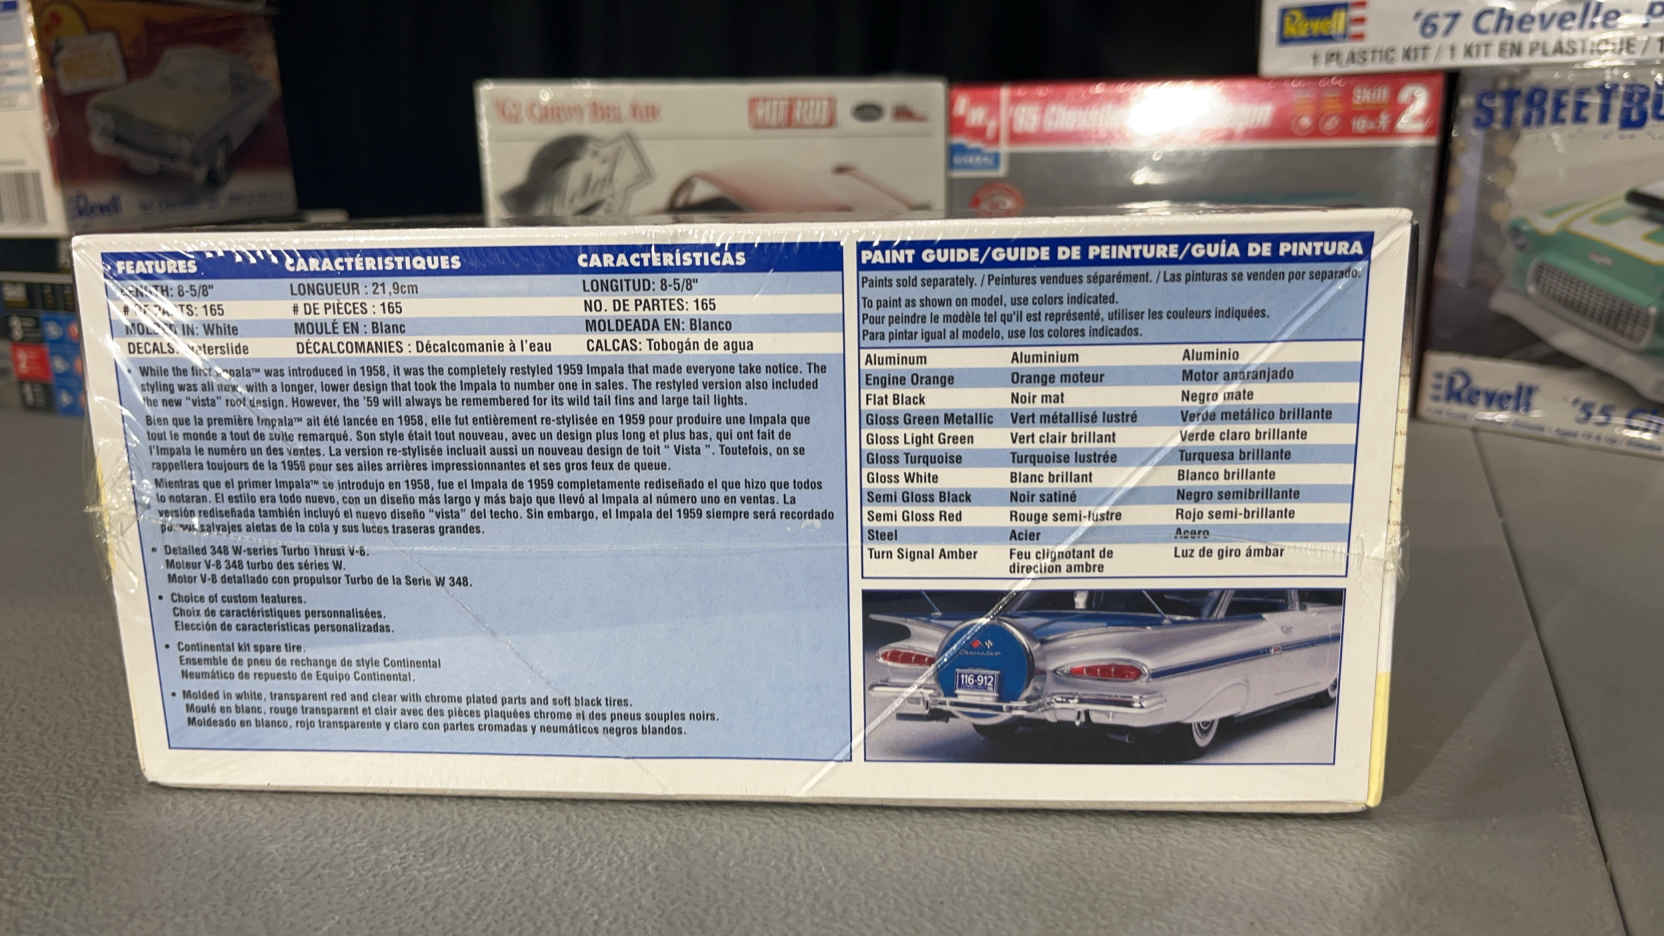 Revell
'67 Chevelle
1 PLASTIC KIT / 1 KIT EN PLASTIQUE / 1
'62 CHEVY BEL AIR
HOT ROD
'65 Chevelle
Skill
2
STREETBU
Revell
Revell
'55
FEATURES CARACTÉRISTIQUES CARACTERÍSTICAS
8-5/8" LONGUEUR : 21,9cm LONGITUD: 8-5/8"
165 # DE PIÈCES : 165 NO. DE PARTES: 165
MOLDED IN: White MOULÉ EN : Blanc MOLDEADA EN: Blanco
DECALS: Waterslide DÉCALCOMANIES : Décalcomanie à l'eau CALCAS: Tobogán de agua
• While the first Impala™ was introduced in 1958, it was the completely restyled 1959 Impala that made everyone take notice. The
styling was all new, with a longer, lower design that took the Impala to number one in sales. The restyled version also included
the new "vista" roof design. However, the '59 will always be remembered for its wild tail fins and large tail lights.
Bien que la première Impala™ ait été lancée en 1958, elle fut entièrement re-stylisée en 1959 pour produire une Impala que
tout le monde a tout de suite remarqué. Son style était tout nouveau, avec un design plus long et plus bas, qui ont fait de
l'Impala le numéro un des ventes. La version re-stylisée incluait aussi un nouveau design de toit " Vista ". Toutefois, on se
rappellera toujours de la 1959 pour ses ailes arrières impressionnantes et ses gros feux de queue.
Mientras que el primer Impala™ se introdujo en 1958, fue el Impala de 1959 completamente rediseñado el que hizo que todos
lo notaran. El estilo era todo nuevo, con un diseño más largo y más bajo que llevó al Impala al número uno en ventas. La
versión rediseñada también incluyó el nuevo diseño "vista" del techo. Sin embargo, el Impala del 1959 siempre será recordado
por sus salvajes aletas de la cola y sus luces traseras grandes.
• Detailed 348 W-series Turbo Thrust V-8.
Moteur V-8 348 turbo des séries W.
Motor V-8 detallado con propulsor Turbo de la Serie W 348.
• Choice of custom features.
Choix de caractéristiques personnalisées.
Elección de características personalizadas.
• Continental kit spare tire.
Ensemble de pneu de rechange de style Continental
Neumático de repuesto de Equipo Continental.
• Molded in white, transparent red and clear with chrome plated parts and soft black tires.
Moulé en blanc, rouge transparent et clair avec des pièces plaquées chrome et des pneus souples noirs.
Moldeado en blanco, rojo transparente y claro con partes cromadas y neumáticos negros blandos.
PAINT GUIDE/GUIDE DE PEINTURE/GUÍA DE PINTURA
Paints sold separately. / Peintures vendues séparément. / Las pinturas se venden por separado.
To paint as shown on model, use colors indicated.
Pour peindre le modèle tel qu'il est représenté, utiliser les couleurs indiquées.
Para pintar igual al modelo, use los colores indicados.
Aluminum Aluminium Aluminio
Engine Orange Orange moteur Motor anaranjado
Flat Black Noir mat Negro mate
Gloss Green Metallic Vert métallisé lustré Verde metálico brillante
Gloss Light Green Vert clair brillant Verde claro brillante
Gloss Turquoise Turquoise lustrée Turquesa brillante
Gloss White Blanc brillant Blanco brillante
Semi Gloss Black Noir satiné Negro semibrillante
Semi Gloss Red Rouge semi-lustre Rojo semi-brillante
Steel Acier Acero
Turn Signal Amber Feu clignotant de Luz de giro ámbar
direction ambre
Chevrolet
116-912